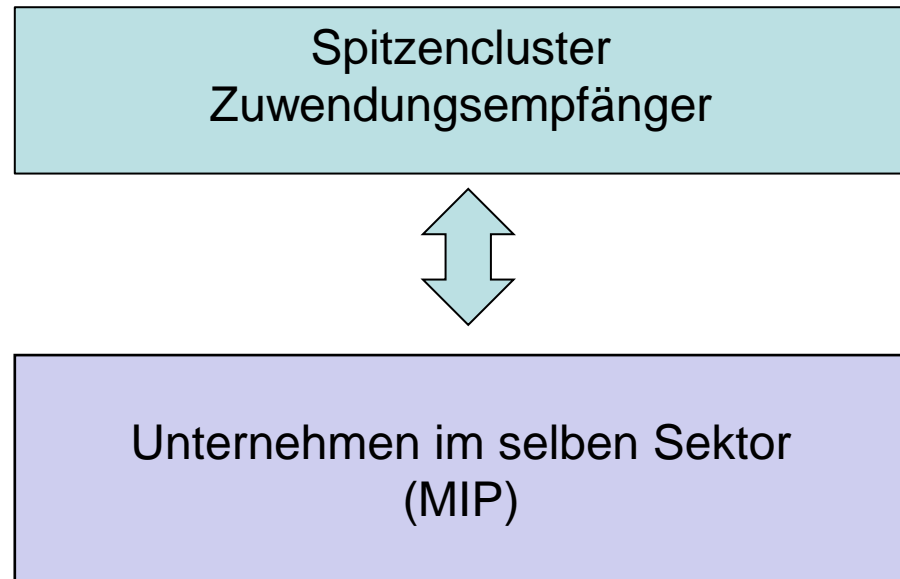 Spitzencluster
Zuwendungsempfänger
Unternehmen im selben Sektor
(MIP)